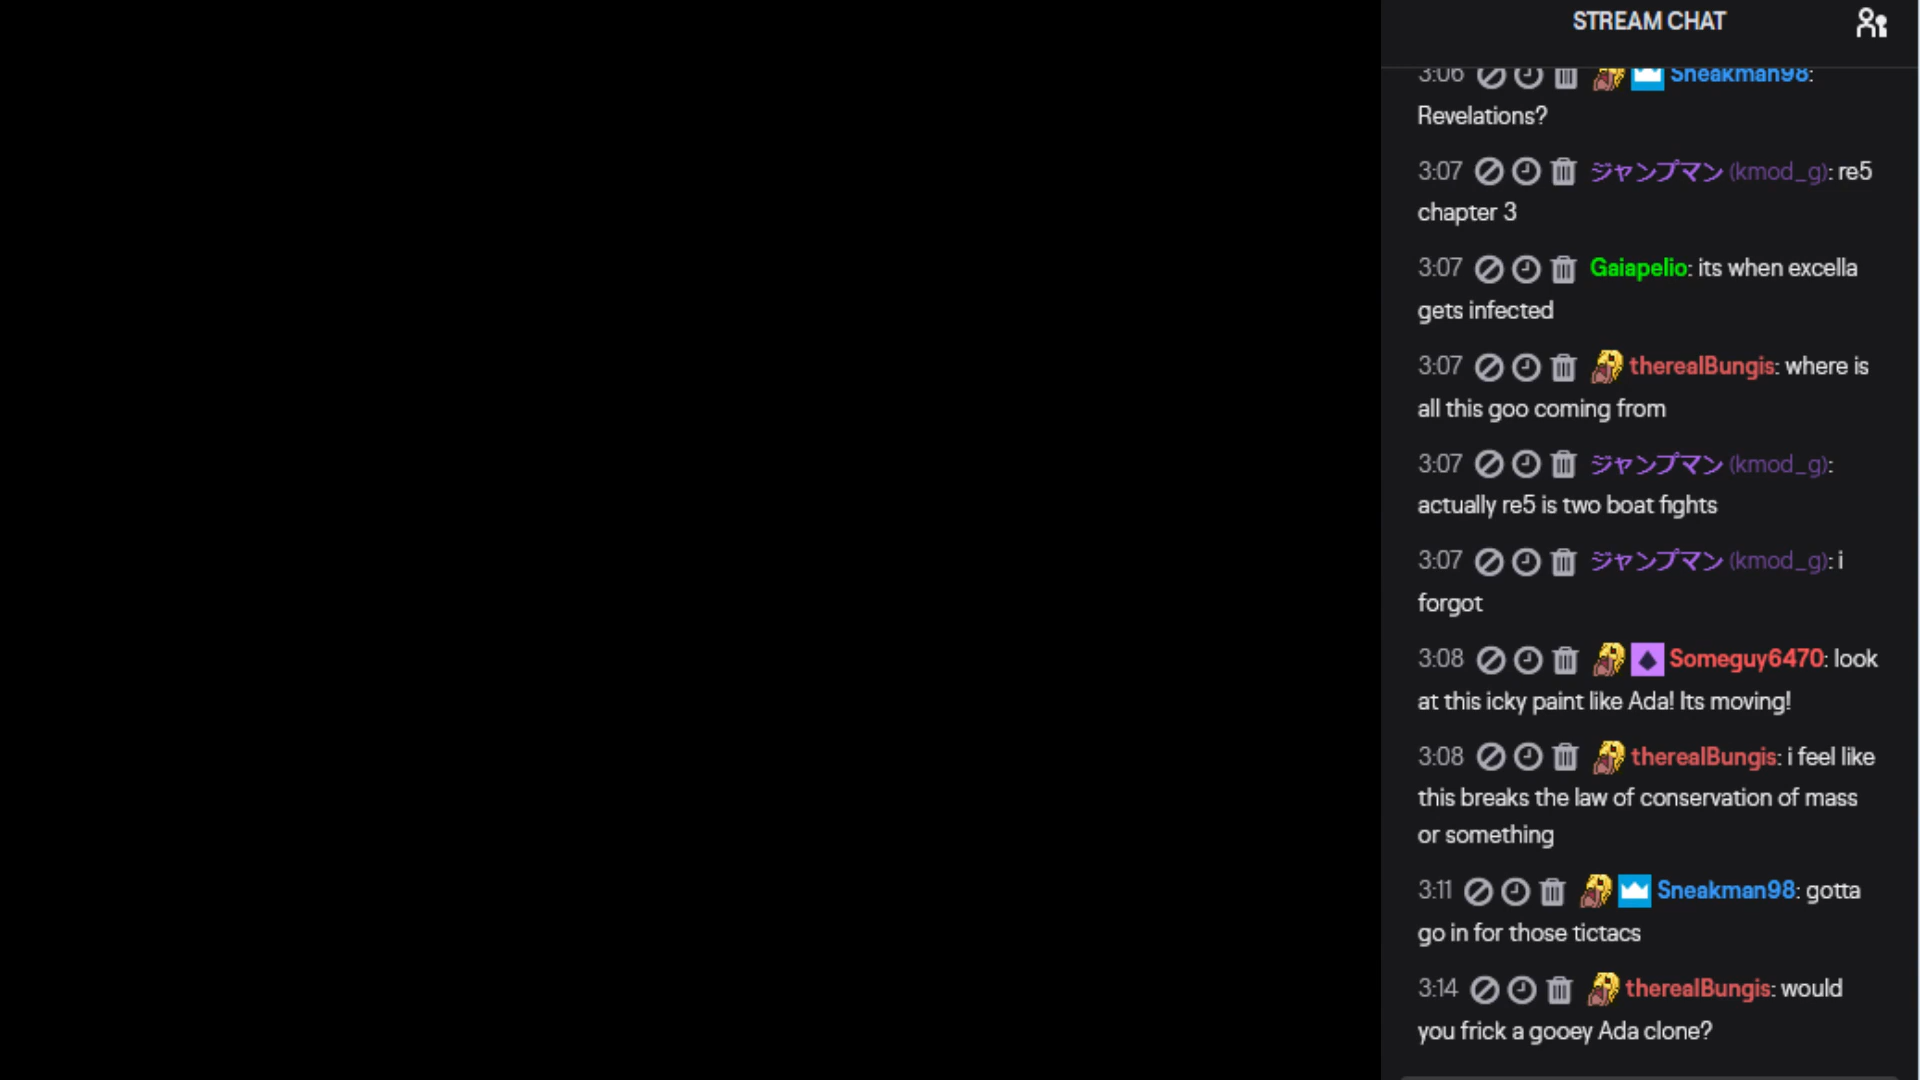 STREAM CHAT
3:06 Sneakman98:
Revelations?
3:07 ジャンプマン (kmod_g): re5
chapter 3
3:07 Gaiapelio: its when excella
gets infected
3:07 therealBungis: where is
all this goo coming from
3:07 ジャンプマン (kmod_g):
actually re5 is two boat fights
3:07 ジャンプマン (kmod_g): i
forgot
3:08 Someguy6470: look
at this icky paint like Ada! Its moving!
3:08 therealBungis: i feel like
this breaks the law of conservation of mass
or something
3:11 Sneakman98: gotta
go in for those tictacs
3:14 therealBungis: would
you frick a gooey Ada clone?